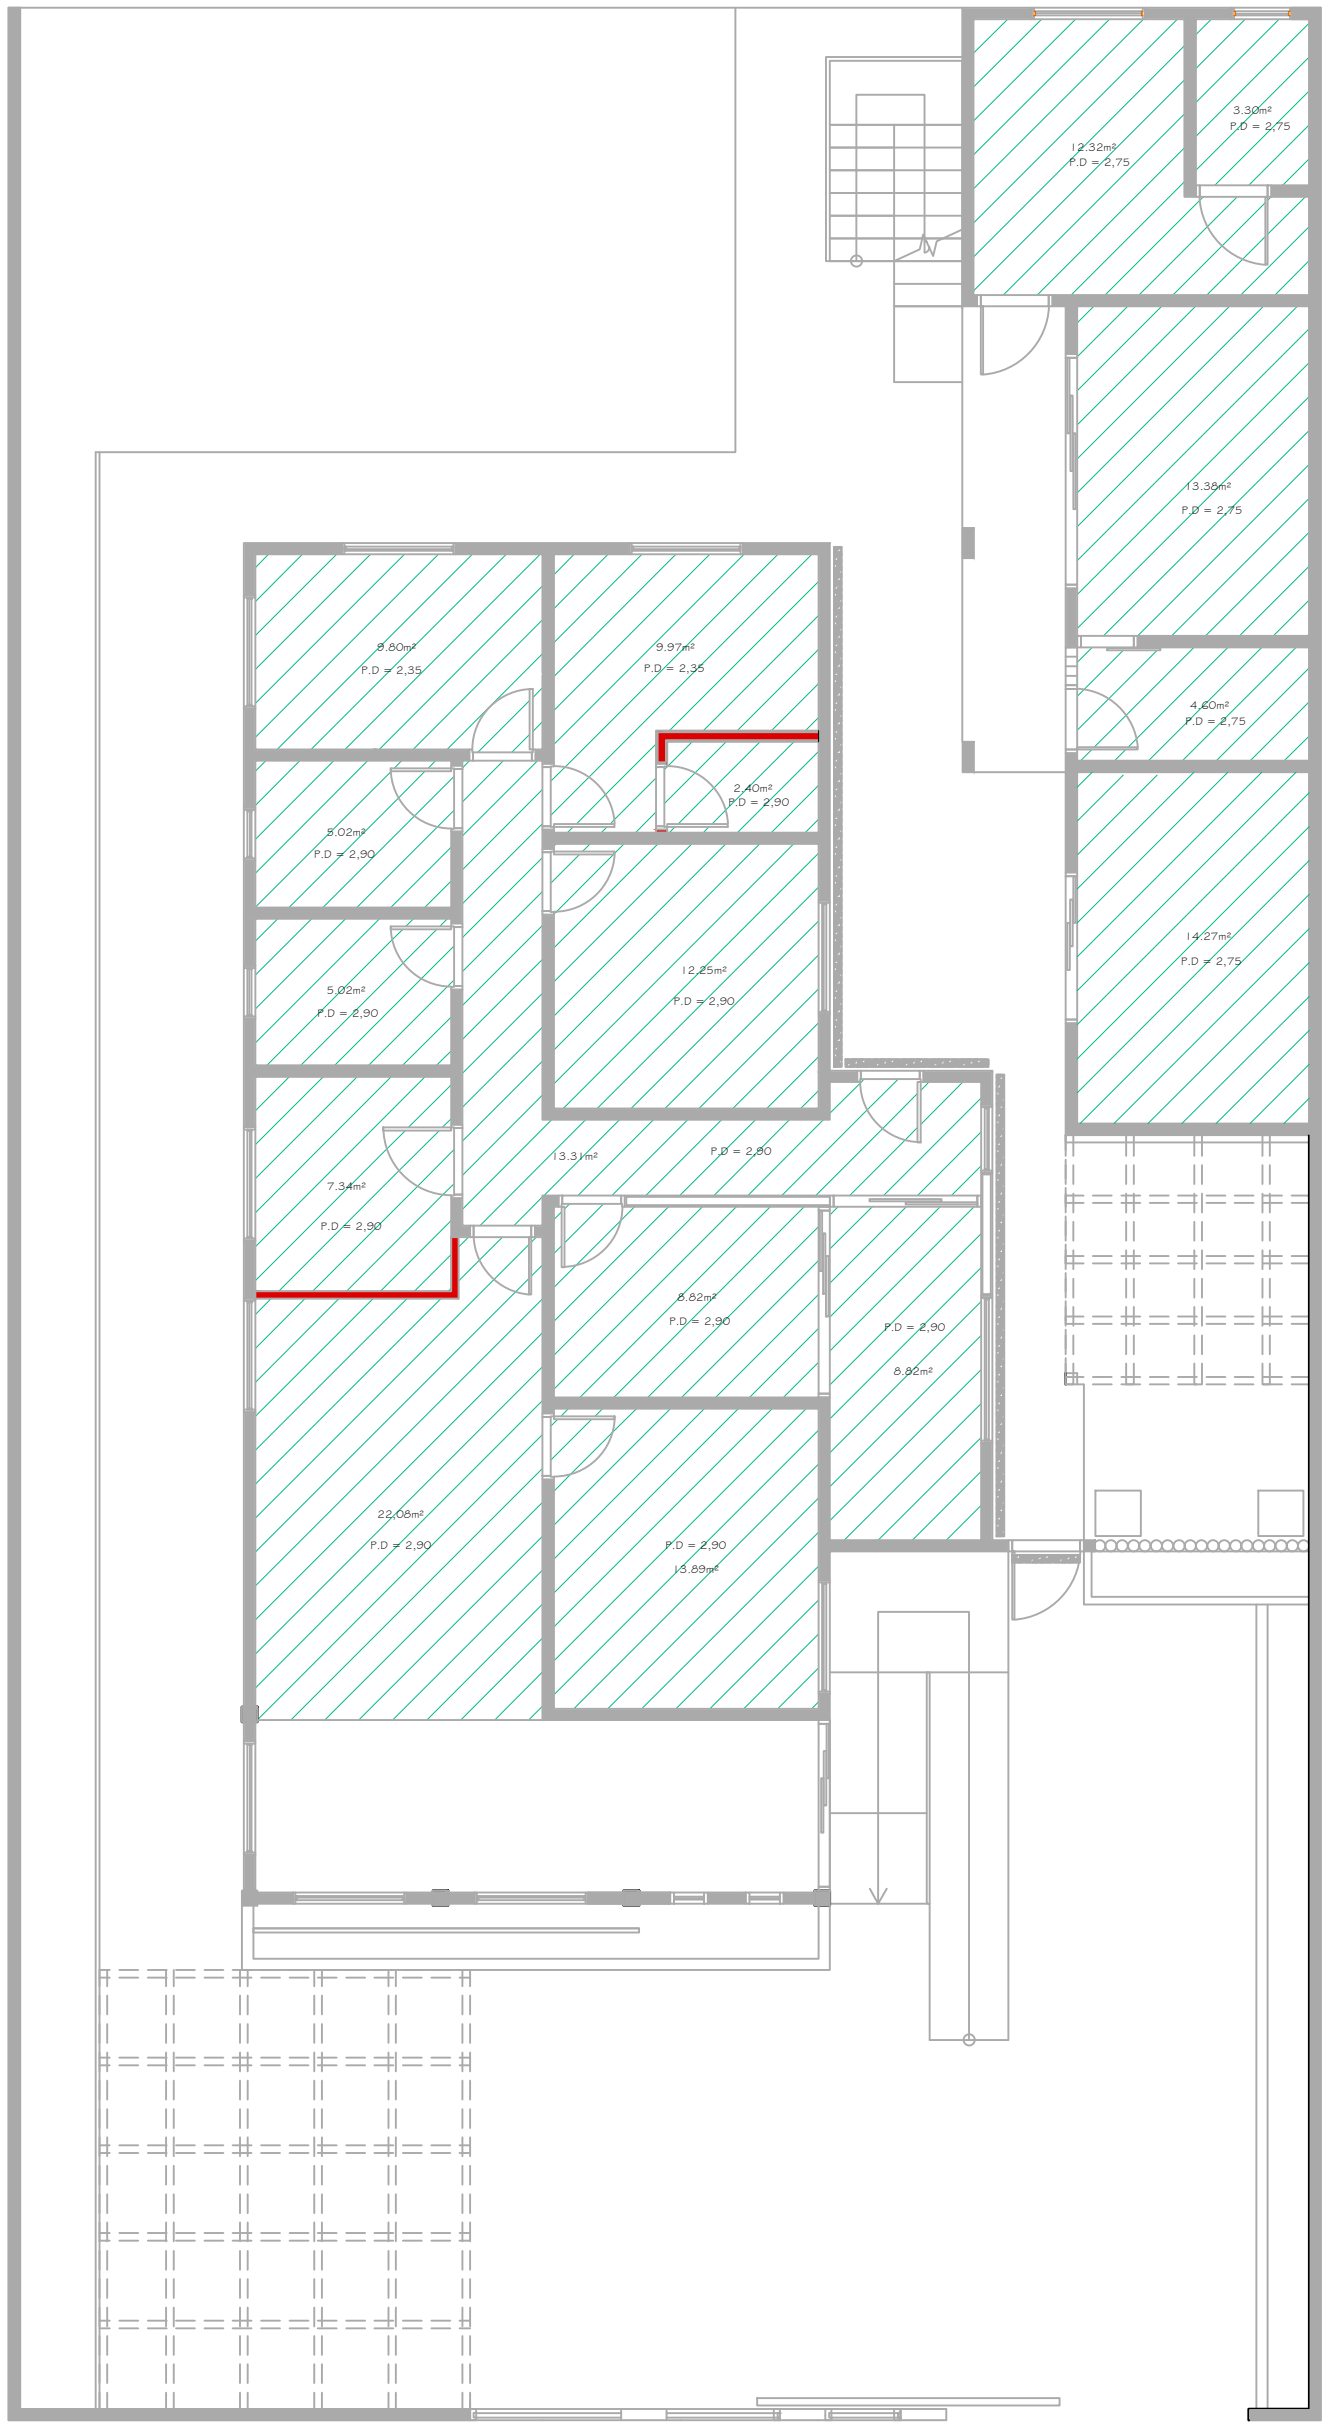 3.30m²
P.D = 2,75
12.32m²
P.D = 2,75
13.38m²
P.D = 2,75
9.80m²
P.D = 2,35
9.97m²
P.D = 2,35
4.60m²
P.D = 2,75
2.40m²
P.D = 2,90
5.02m²
P.D = 2,90
14.27m²
P.D = 2,75
12.25m²
P.D = 2,90
5.02m²
P.D = 2,90
13.31m²
P.D = 2,90
7.34m²
P.D = 2,90
8.82m²
P.D = 2,90
P.D = 2,90
8.82m²
22,08m²
P.D = 2,90
P.D = 2,90
13.89m²